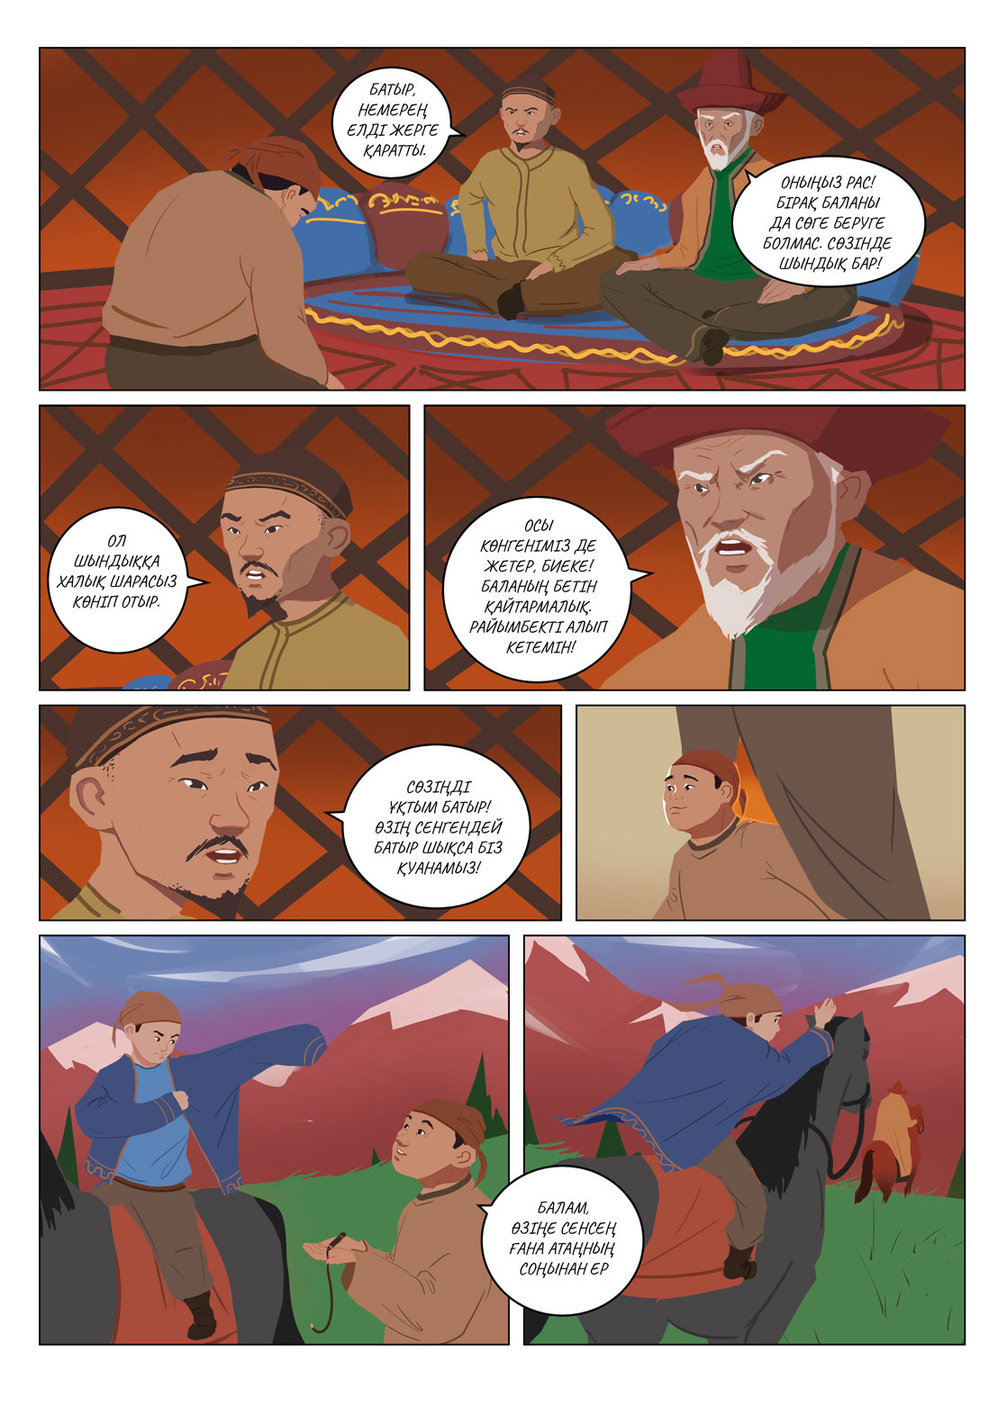 БАТЫР,
НЕМЕРЕҢ
ЕЛДІ ЖЕРГЕ
ҚАРАТТЫ.
ОНЫҢЫЗ РАС!
БІРАҚ БАЛАНЫ
ДА СӨГЕ БЕРУГЕ
БОЛМАС. СӨЗІНДЕ
ШЫНДЫҚ БАР!
ОЛ
ШЫНДЫҚҚА
ХАЛЫҚ ШАРАСЫЗ
КӨНІП ОТЫР.
ОСЫ
КӨНГЕНІМІЗ ДЕ
ЖЕТЕР, БИЕКЕ!
БАЛАНЫҢ БЕТІН
ҚАЙТАРМАЛЫҚ.
РАЙЫМБЕКТІ АЛЫП
КЕТЕМІН!
СӨЗІҢДІ
ҰҚТЫМ БАТЫР!
ӨЗІҢ СЕНГЕНДЕЙ
БАТЫР ШЫҚСА БІЗ
ҚУАНАМЫЗ!
БАЛАМ,
ӨЗІҢЕ СЕНСЕҢ
ҒАНА АТАҢНЫҢ
СОҢЫНАН ЕР